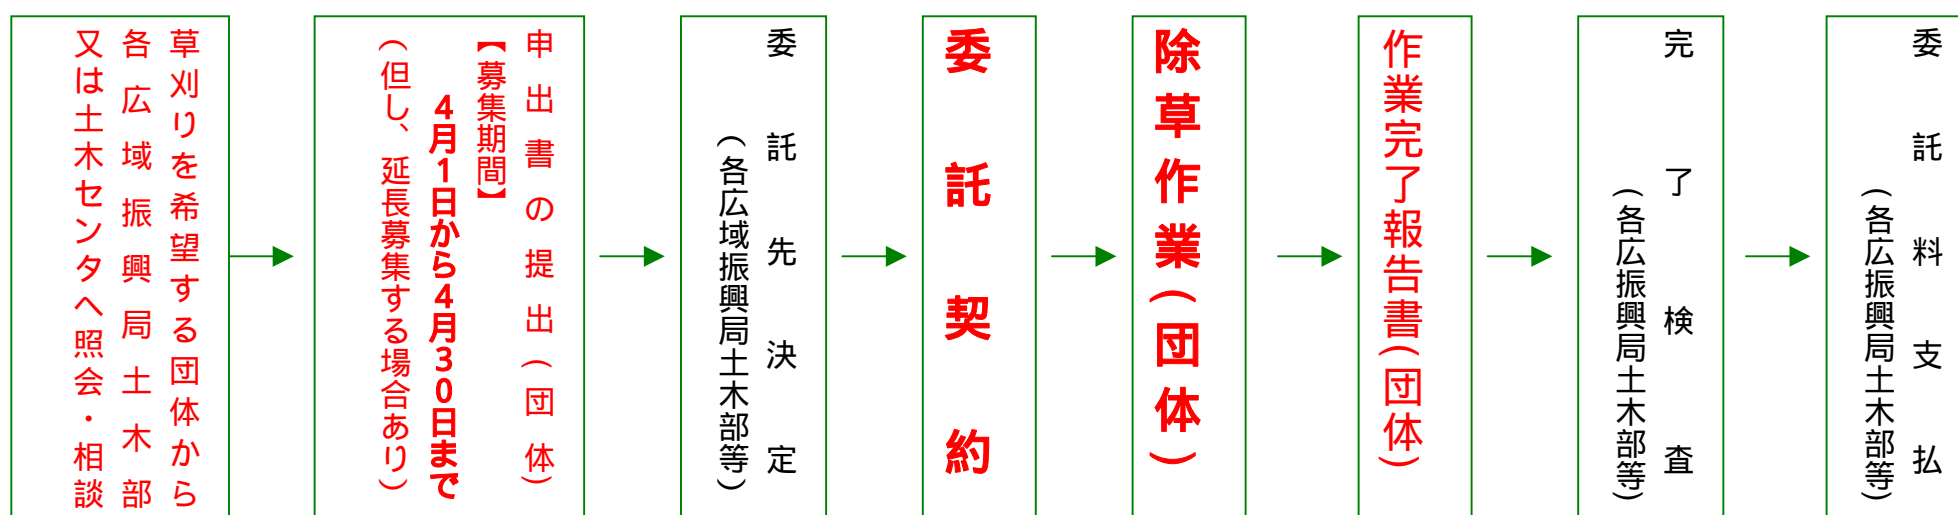 草刈りを希望する団体から
各広域振興局土木部
又は土木センタへ照会・相談
申出書の提出(団体)
【募集期間】
4月1日から4月30日まで
(但し、延長募集する場合あり)
委託先決定
(各広域振興局土木部等)
委託契約
除草作業(団体)
作業完了報告書(団体)
完了検査
(各広振興局土木部等)
委託料支払
(各広振興局土木部等)